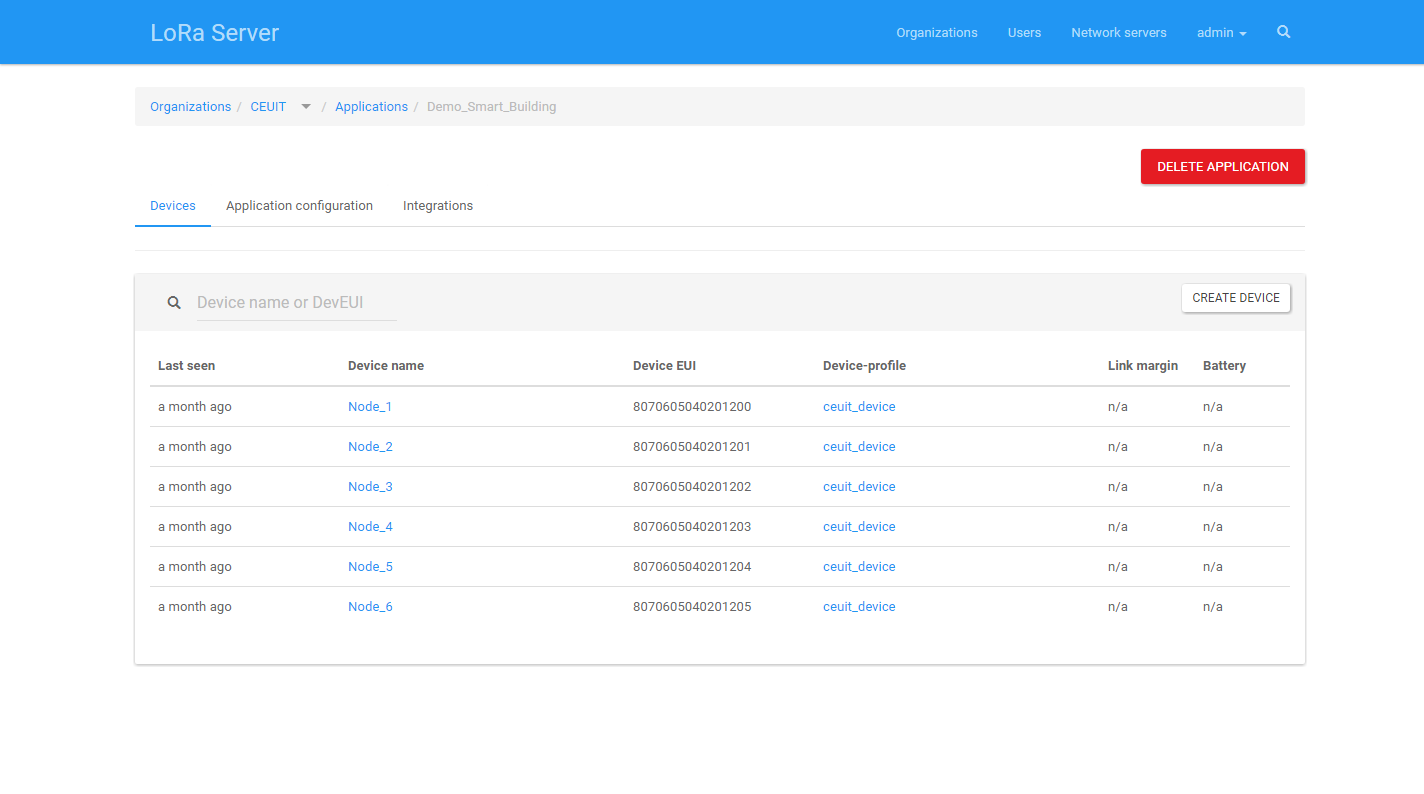 LoRa Server Organizations Users Network servers admin
Organizations / CEUIT / Applications / Demo_Smart_Building
DELETE APPLICATION
Devices Application configuration Integrations
Device name or DevEUI CREATE DEVICE
Last seen Device name Device EUI Device-profile Link margin Battery
a month ago Node_1 8070605040201200 ceuit_device n/a n/a
a month ago Node_2 8070605040201201 ceuit_device n/a n/a
a month ago Node_3 8070605040201202 ceuit_device n/a n/a
a month ago Node_4 8070605040201203 ceuit_device n/a n/a
a month ago Node_5 8070605040201204 ceuit_device n/a n/a
a month ago Node_6 8070605040201205 ceuit_device n/a n/a